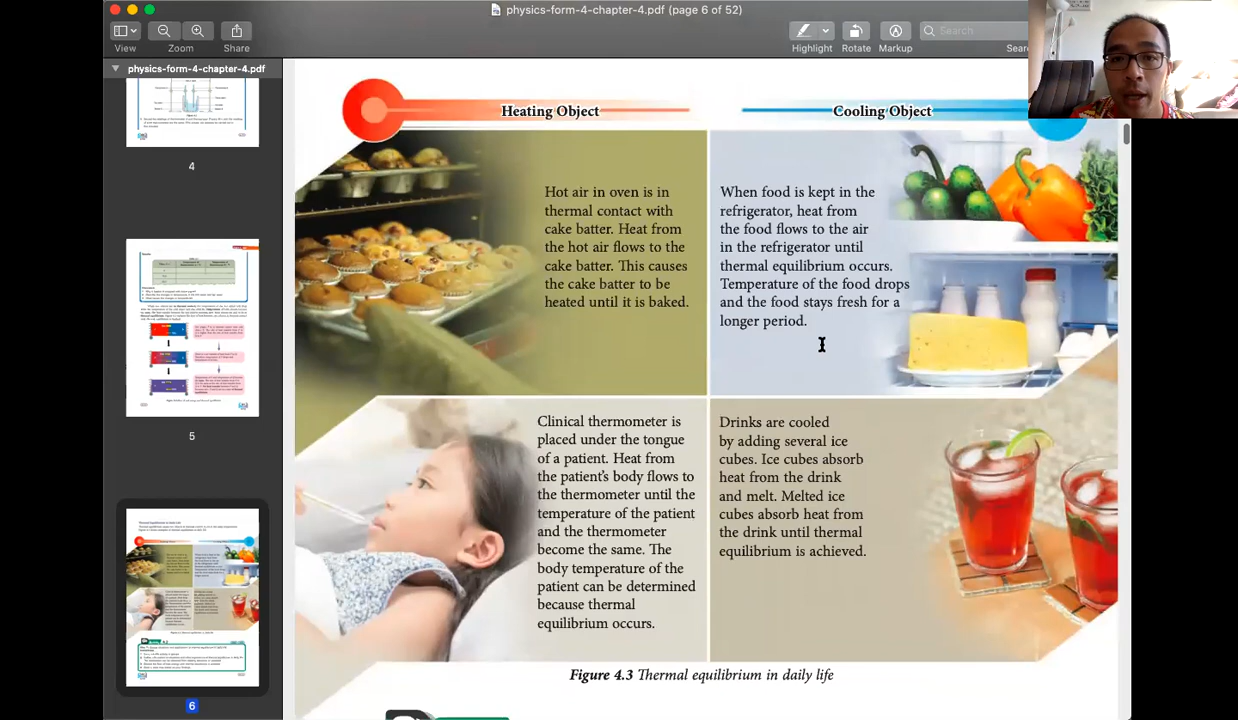 physics-form-4-chapter-4.pdf (page 6 of 52)
View
Zoom
Share
Highlight
Rotate
Markup
Search
physics-form-4-chapter-4.pdf
4
5
6
Heating Object
Cooling Object
Hot air in oven is in
thermal contact with
cake batter. Heat from
the hot air flows to the
cake batter. This causes
the cake batter to be
heated until it is baked.
When food is kept in the
refrigerator, heat from
the food flows to the air
in the refrigerator until
thermal equilibrium occurs.
Temperature of the food drops
and the food stays fresh for a
longer period.
Clinical thermometer is
placed under the tongue
of a patient. Heat from
the patient's body flows to
the thermometer until the
temperature of the patient
and the thermometer
become the same. The
body temperature of the
patient can be determined
because thermal
equilibrium occurs.
Drinks are cooled
by adding several ice
cubes. Ice cubes absorb
heat from the drink
and melt. Melted ice
cubes absorb heat from
the drink until thermal
equilibrium is achieved.
Figure 4.3 Thermal equilibrium in daily life